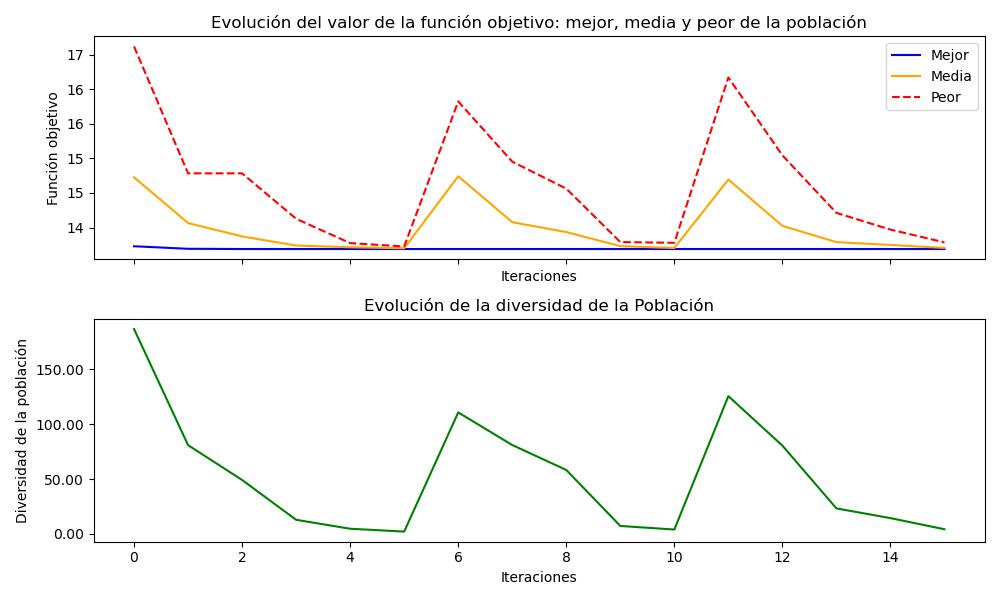 Evolución del valor de la función objetivo: mejor, media y peor de la población
Función objetivo
17
16
16
15
15
14
Mejor
Media
Peor
Iteraciones
Evolución de la diversidad de la Población
Diversidad de la población
150.00
100.00
50.00
0.00
0 2 4 6 8 10 12 14
Iteraciones